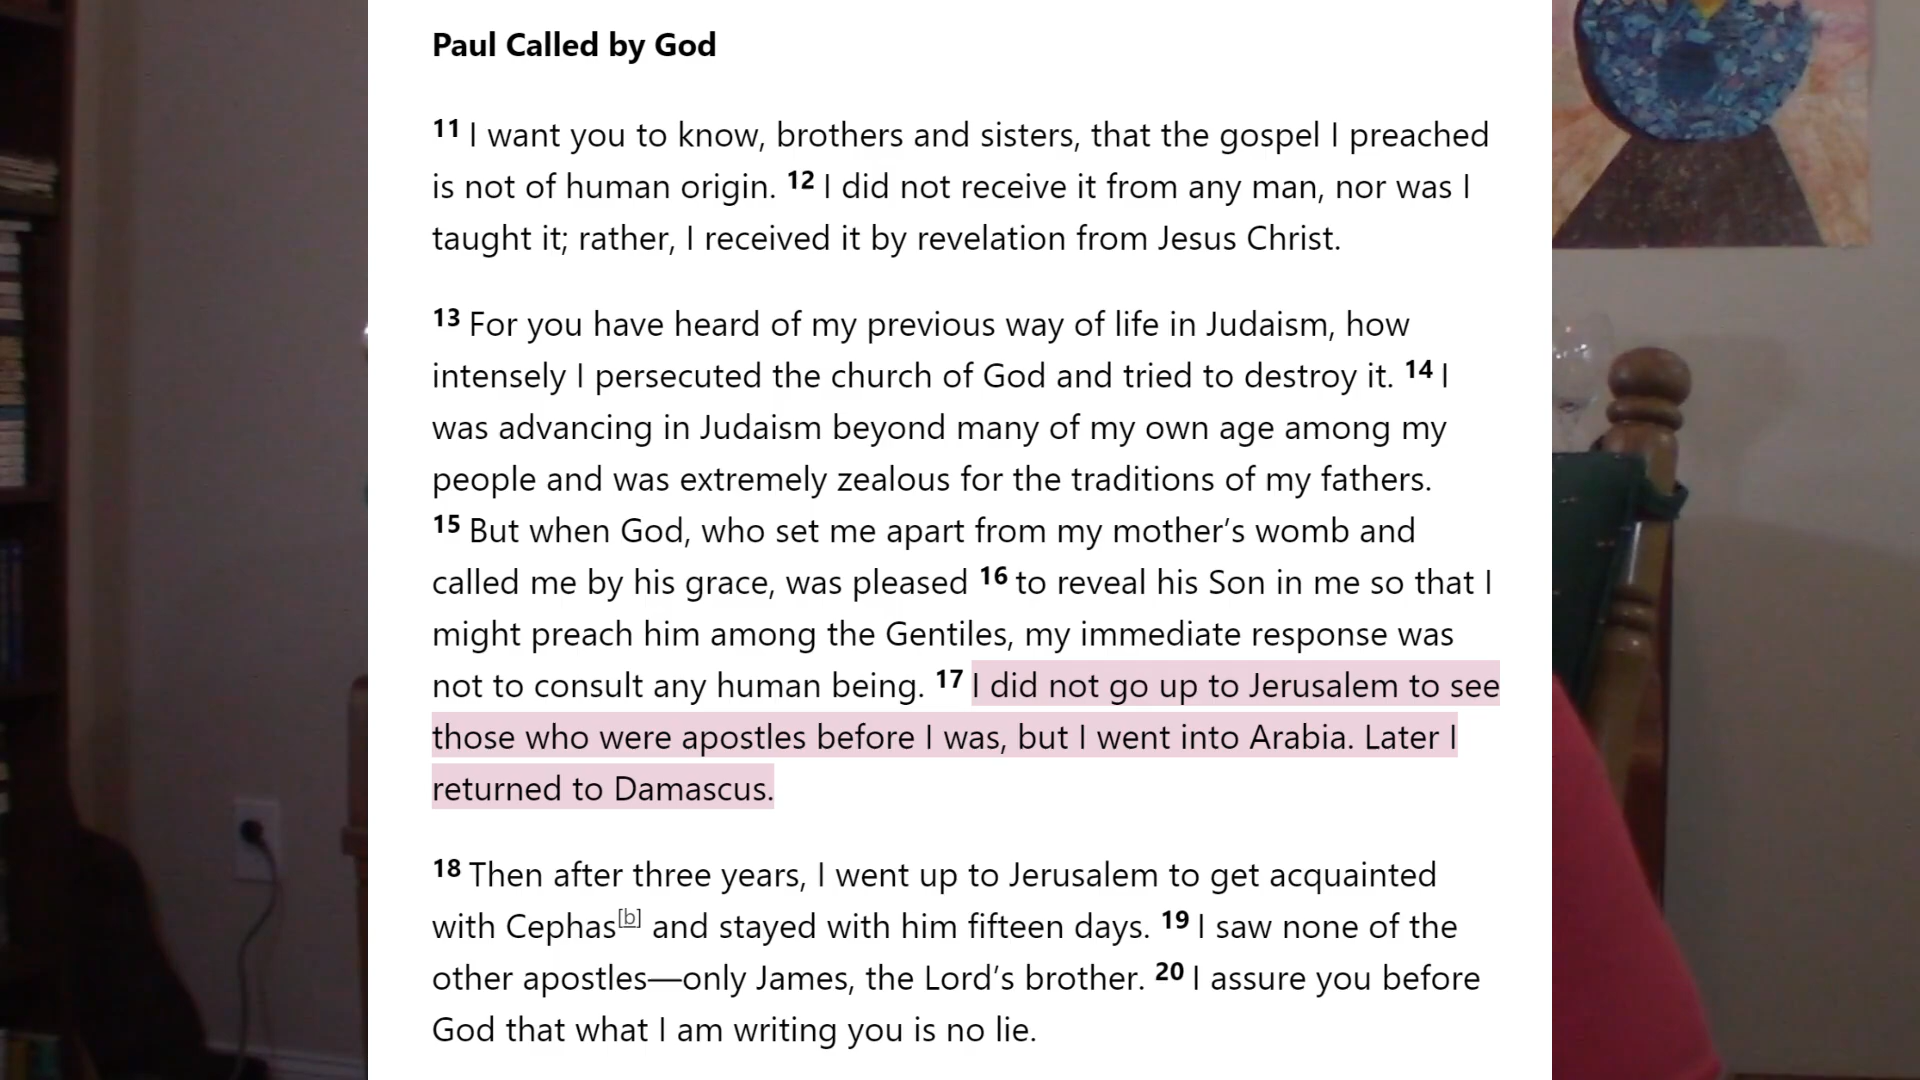 Paul Called by God
11 I want you to know, brothers and sisters, that the gospel I preached
is not of human origin. 12 I did not receive it from any man, nor was I
taught it; rather, I received it by revelation from Jesus Christ.
13 For you have heard of my previous way of life in Judaism, how
intensely I persecuted the church of God and tried to destroy it. 14 I
was advancing in Judaism beyond many of my own age among my
people and was extremely zealous for the traditions of my fathers.
15 But when God, who set me apart from my mother’s womb and
called me by his grace, was pleased 16 to reveal his Son in me so that I
might preach him among the Gentiles, my immediate response was
not to consult any human being. 17 I did not go up to Jerusalem to see
those who were apostles before I was, but I went into Arabia. Later I
returned to Damascus.
18 Then after three years, I went up to Jerusalem to get acquainted
with Cephas[b] and stayed with him fifteen days. 19 I saw none of the
other apostles—only James, the Lord’s brother. 20 I assure you before
God that what I am writing you is no lie.